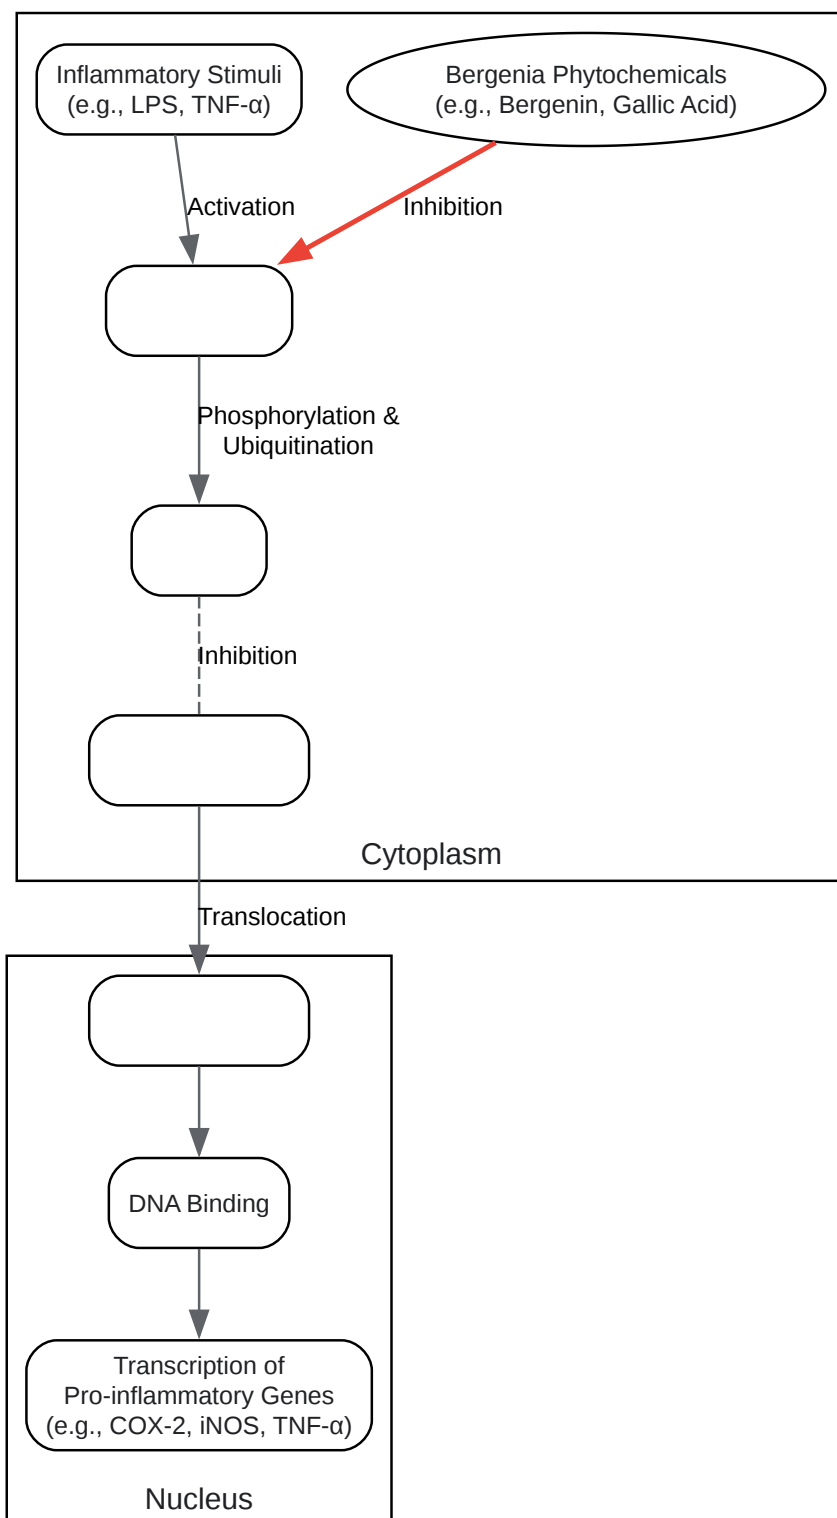 Inflammatory Stimuli
(e.g., LPS, TNF-α)
Bergenia Phytochemicals
(e.g., Bergenin, Gallic Acid)
Activation
Inhibition
Phosphorylation &
Ubiquitination
Inhibition
Cytoplasm
Translocation
DNA Binding
Transcription of
Pro-inflammatory Genes
(e.g., COX-2, iNOS, TNF-α)
Nucleus